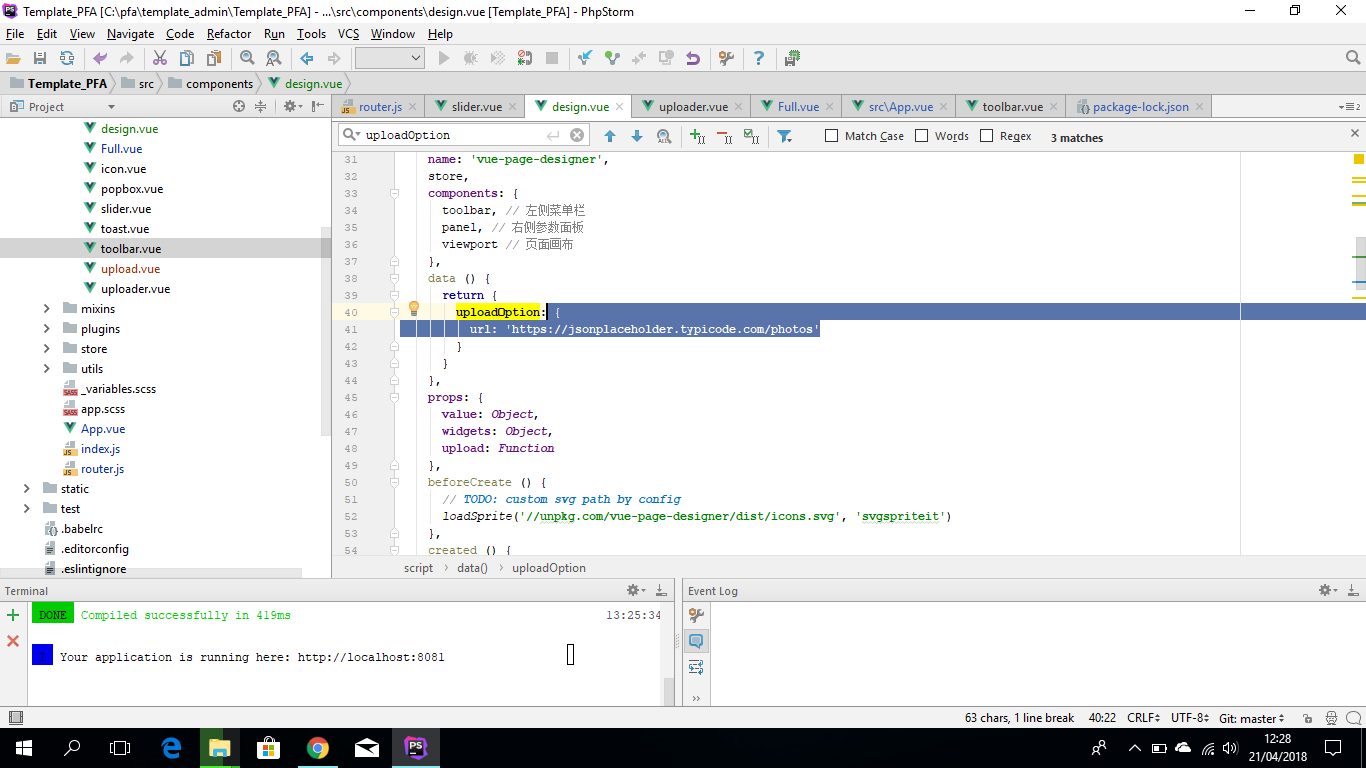 Template_PFA [C:\pfa\template_admin\Template_PFA] - ...\src\components\design.vue [Template_PFA] - PhpStorm
File Edit View Navigate Code Refactor Run Tools VCS Window Help
Template_PFA src components design.vue
Project
router.js slider.vue design.vue uploader.vue Full.vue src\App.vue toolbar.vue package-lock.json
uploadOption Match Case Words Regex 3 matches
design.vue
Full.vue
icon.vue
popbox.vue
slider.vue
toast.vue
toolbar.vue
upload.vue
uploader.vue
mixins
plugins
store
utils
_variables.scss
app.scss
App.vue
index.js
router.js
static
test
.babelrc
.editorconfig
.eslintignore
31 name: 'vue-page-designer',
32 store,
33 components: {
34 toolbar, // 左侧菜单栏
35 panel, // 右侧参数面板
36 viewport // 页面画布
37 },
38 data () {
39 return {
40 uploadOption: {
41 url: 'https://jsonplaceholder.typicode.com/photos'
42 }
43 }
44 },
45 props: {
46 value: Object,
47 widgets: Object,
48 upload: Function
49 },
50 beforeCreate () {
51 // TODO: custom svg path by config
52 loadSprite('//unpkg.com/vue-page-designer/dist/icons.svg', 'svgspriteit')
53 },
54 created () {
script data() uploadOption
Terminal
DONE Compiled successfully in 419ms 13:25:34
Your application is running here: http://localhost:8081
Event Log
63 chars, 1 line break 40:22 CRLF UTF-8 Git: master
12:28
21/04/2018